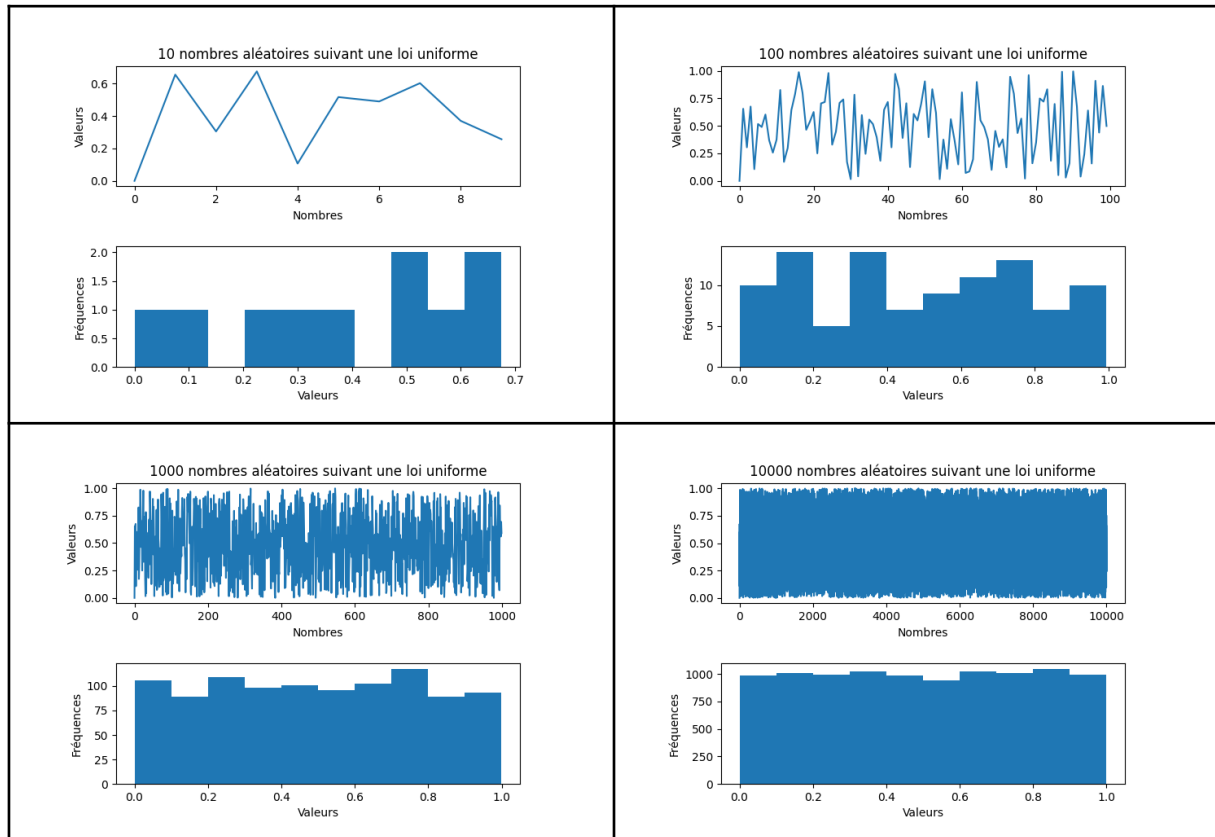 10 nombres aléatoires suivant une loi uniforme
0.6
0.4
0.2
0.0
Valeurs
0 2 4 6 8
Nombres
2.0
1.5
1.0
0.5
0.0
Fréquences
0.0 0.1 0.2 0.3 0.4 0.5 0.6 0.7
Valeurs
100 nombres aléatoires suivant une loi uniforme
1.00
0.75
0.50
0.25
0.00
Valeurs
0 20 40 60 80 100
Nombres
10
5
0
Fréquences
0.0 0.2 0.4 0.6 0.8 1.0
Valeurs
1000 nombres aléatoires suivant une loi uniforme
1.00
0.75
0.50
0.25
0.00
Valeurs
0 200 400 600 800 1000
Nombres
100
75
50
25
0
Fréquences
0.0 0.2 0.4 0.6 0.8 1.0
Valeurs
10000 nombres aléatoires suivant une loi uniforme
1.00
0.75
0.50
0.25
0.00
Valeurs
0 2000 4000 6000 8000 10000
Nombres
1000
750
500
250
0
Fréquences
0.0 0.2 0.4 0.6 0.8 1.0
Valeurs